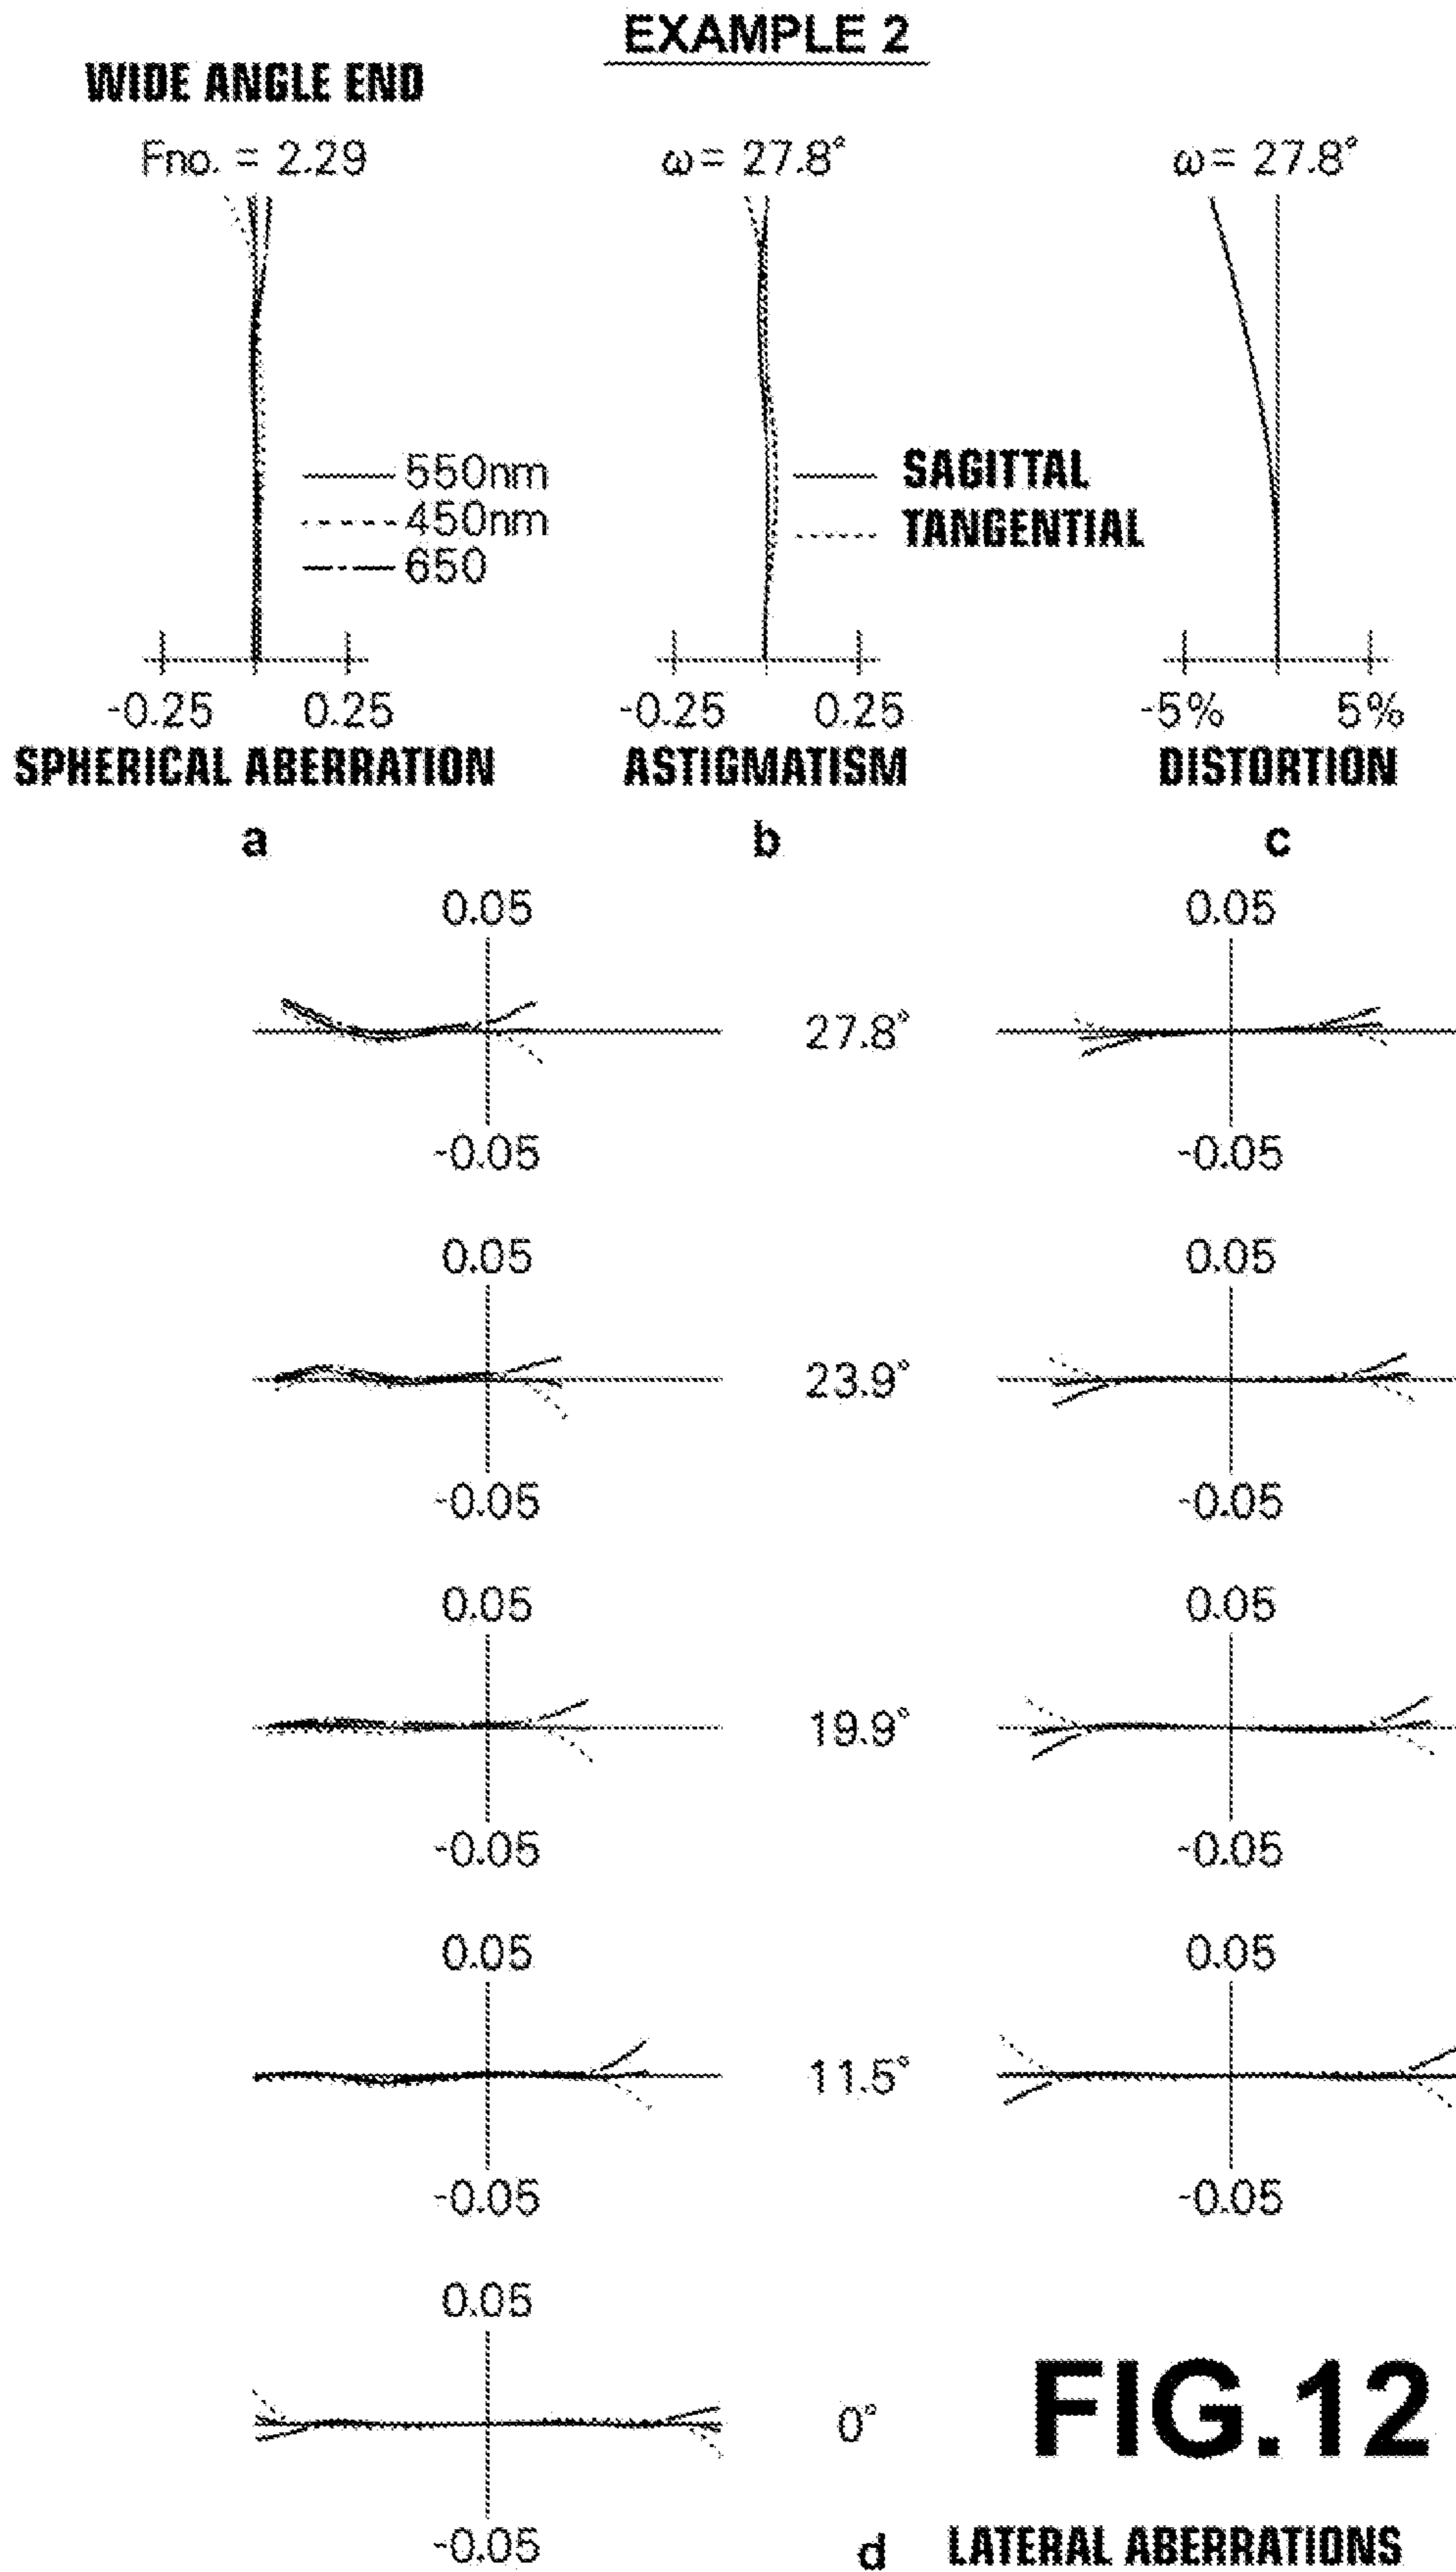 EXAMPLE 2
WIDE ANGLE END
Fno. = 2.29
ω= 27.8°
ω= 27.8°
550nm
450nm
650
SAGITTAL
TANGENTIAL
-0.25 0.25
-0.25 0.25
-5% 5%
SPHERICAL ABERRATION
ASTIGMATISM
DISTORTION
a
b
c
0.05
0.05
27.8°
-0.05
-0.05
0.05
0.05
23.9°
-0.05
-0.05
0.05
0.05
19.9°
-0.05
-0.05
0.05
0.05
11.5°
-0.05
-0.05
0.05
0°
-0.05
FIG.12
d LATERAL ABERRATIONS